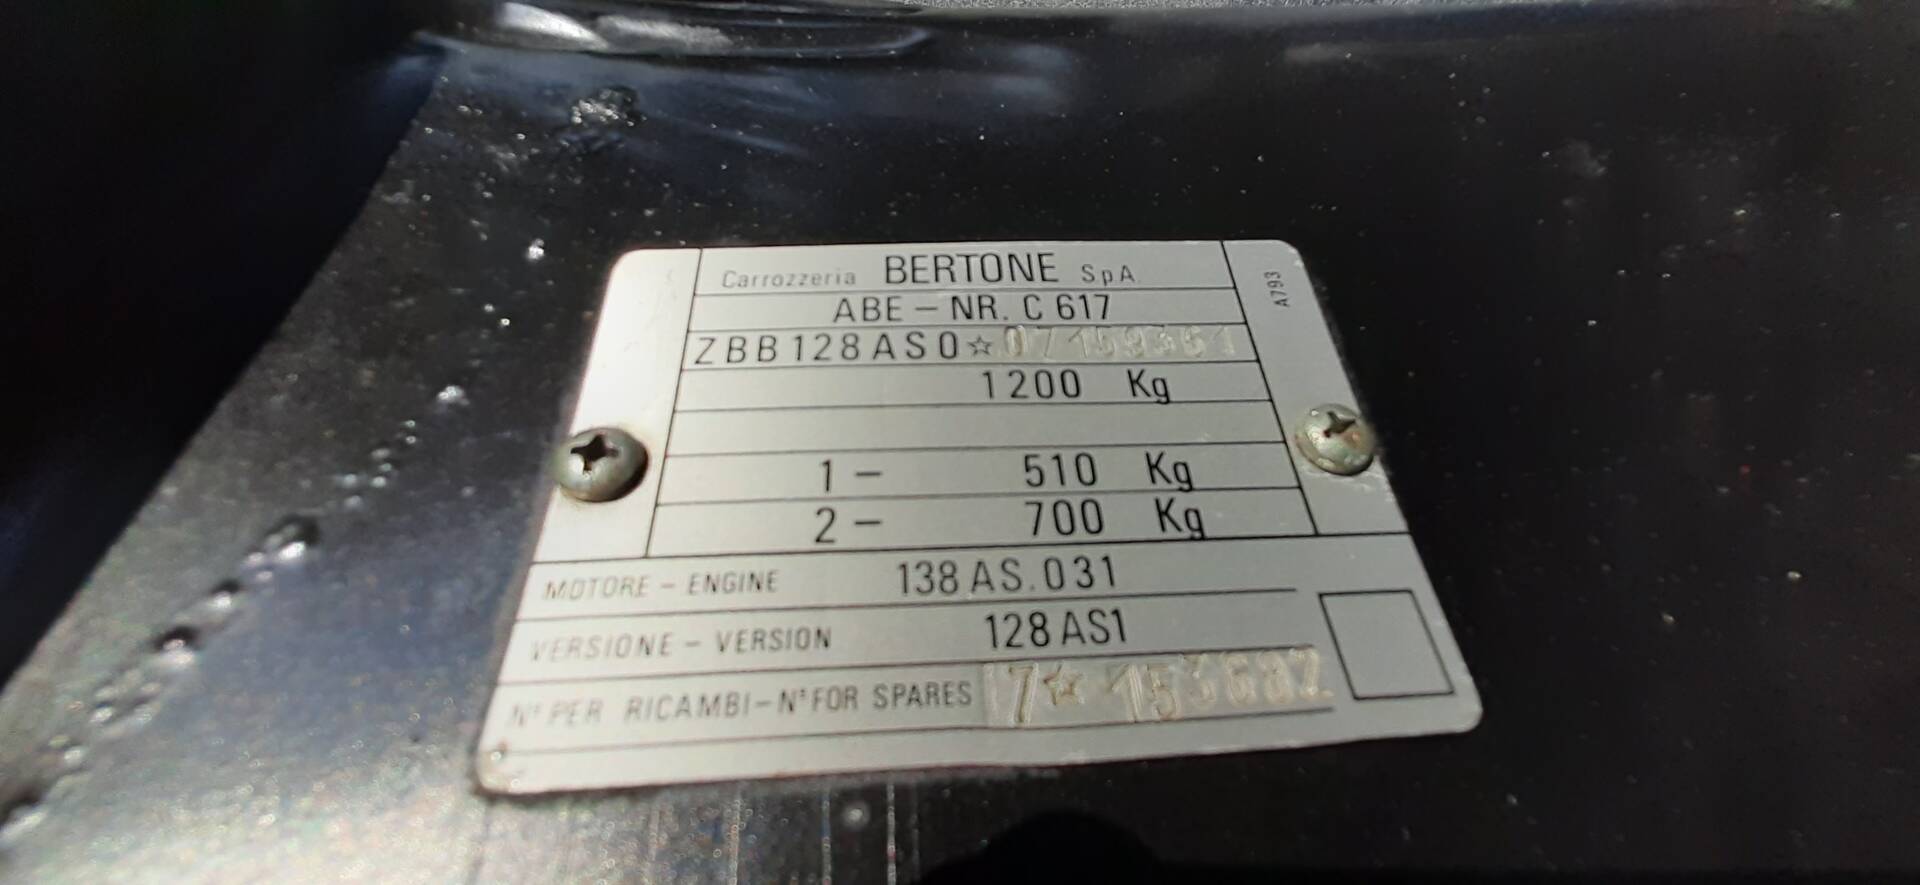 Carrozzeria BERTONE SpA
A793
ABE – NR. C 617
ZBB128AS0☆07159361
1200 Kg
1 – 510 Kg
2 – 700 Kg
MOTORE – ENGINE 138 AS.031
VERSIONE – VERSION 128 AS1
N° PER RICAMBI – N° FOR SPARES